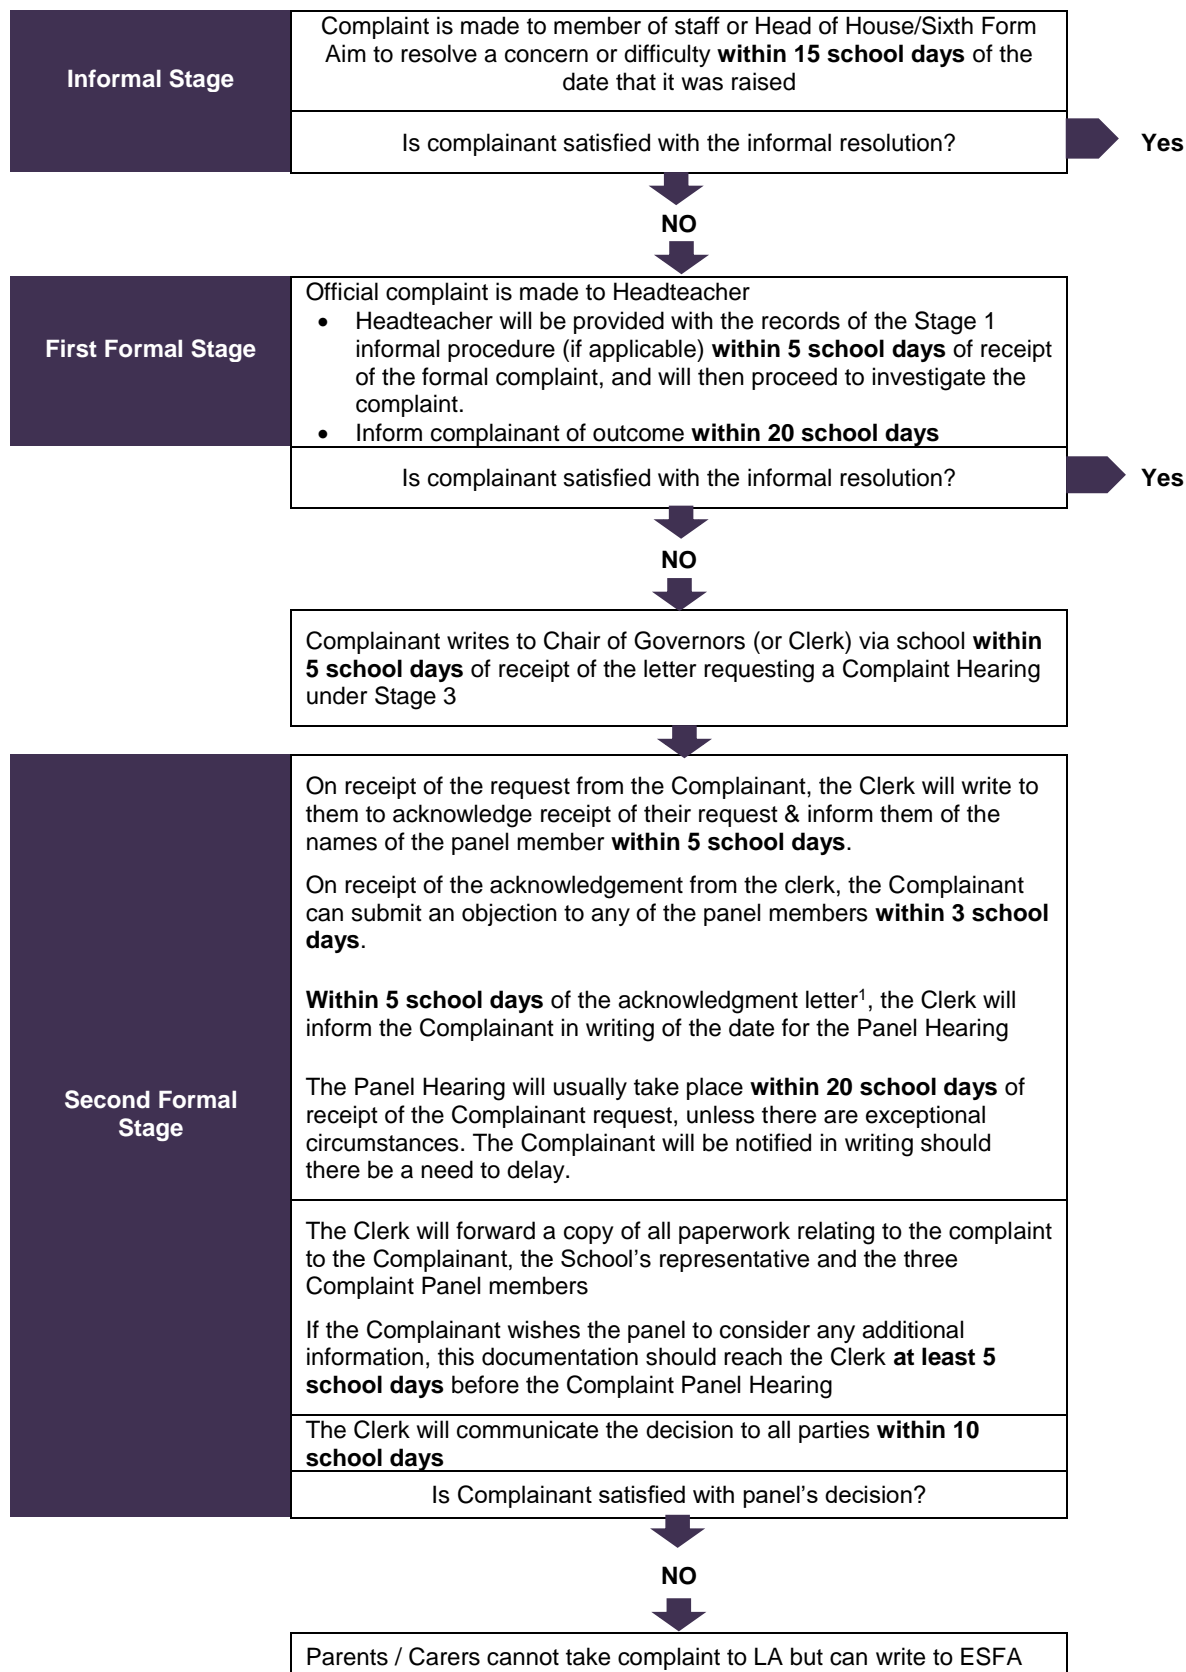 Informal Stage
Complaint is made to member of staff or Head of House/Sixth Form
Aim to resolve a concern or difficulty within 15 school days of the
date that it was raised
Is complainant satisfied with the informal resolution?
Yes
NO
First Formal Stage
Official complaint is made to Headteacher
• Headteacher will be provided with the records of the Stage 1
informal procedure (if applicable) within 5 school days of receipt
of the formal complaint, and will then proceed to investigate the
complaint.
• Inform complainant of outcome within 20 school days
Is complainant satisfied with the informal resolution?
Yes
NO
Complainant writes to Chair of Governors (or Clerk) via school within
5 school days of receipt of the letter requesting a Complaint Hearing
under Stage 3
Second Formal
Stage
On receipt of the request from the Complainant, the Clerk will write to
them to acknowledge receipt of their request & inform them of the
names of the panel member within 5 school days.
On receipt of the acknowledgement from the clerk, the Complainant
can submit an objection to any of the panel members within 3 school
days.
Within 5 school days of the acknowledgment letter¹, the Clerk will
inform the Complainant in writing of the date for the Panel Hearing
The Panel Hearing will usually take place within 20 school days of
receipt of the Complainant request, unless there are exceptional
circumstances. The Complainant will be notified in writing should
there be a need to delay.
The Clerk will forward a copy of all paperwork relating to the complaint
to the Complainant, the School’s representative and the three
Complaint Panel members
If the Complainant wishes the panel to consider any additional
information, this documentation should reach the Clerk at least 5
school days before the Complaint Panel Hearing
The Clerk will communicate the decision to all parties within 10
school days
Is Complainant satisfied with panel’s decision?
NO
Parents / Carers cannot take complaint to LA but can write to ESFA